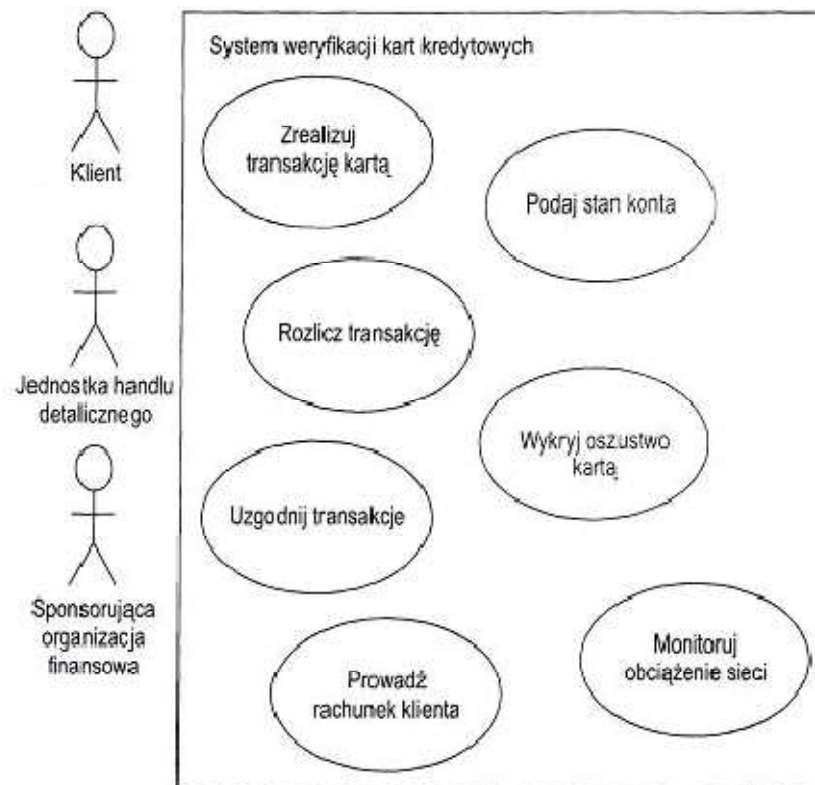 System weryfikacji kart kredytowych
Klient
Zrealizuj
transakcję kartą
Podaj stan konta
Jednostka handlu
detalicznego
Rozlicz transakcję
Wykryj oszustwo
kartą
Uzgodnij transakcje
Sponsorująca
organizacja
finansowa
Prowadź
rachunek klienta
Monitoruj
obciążenie sieci